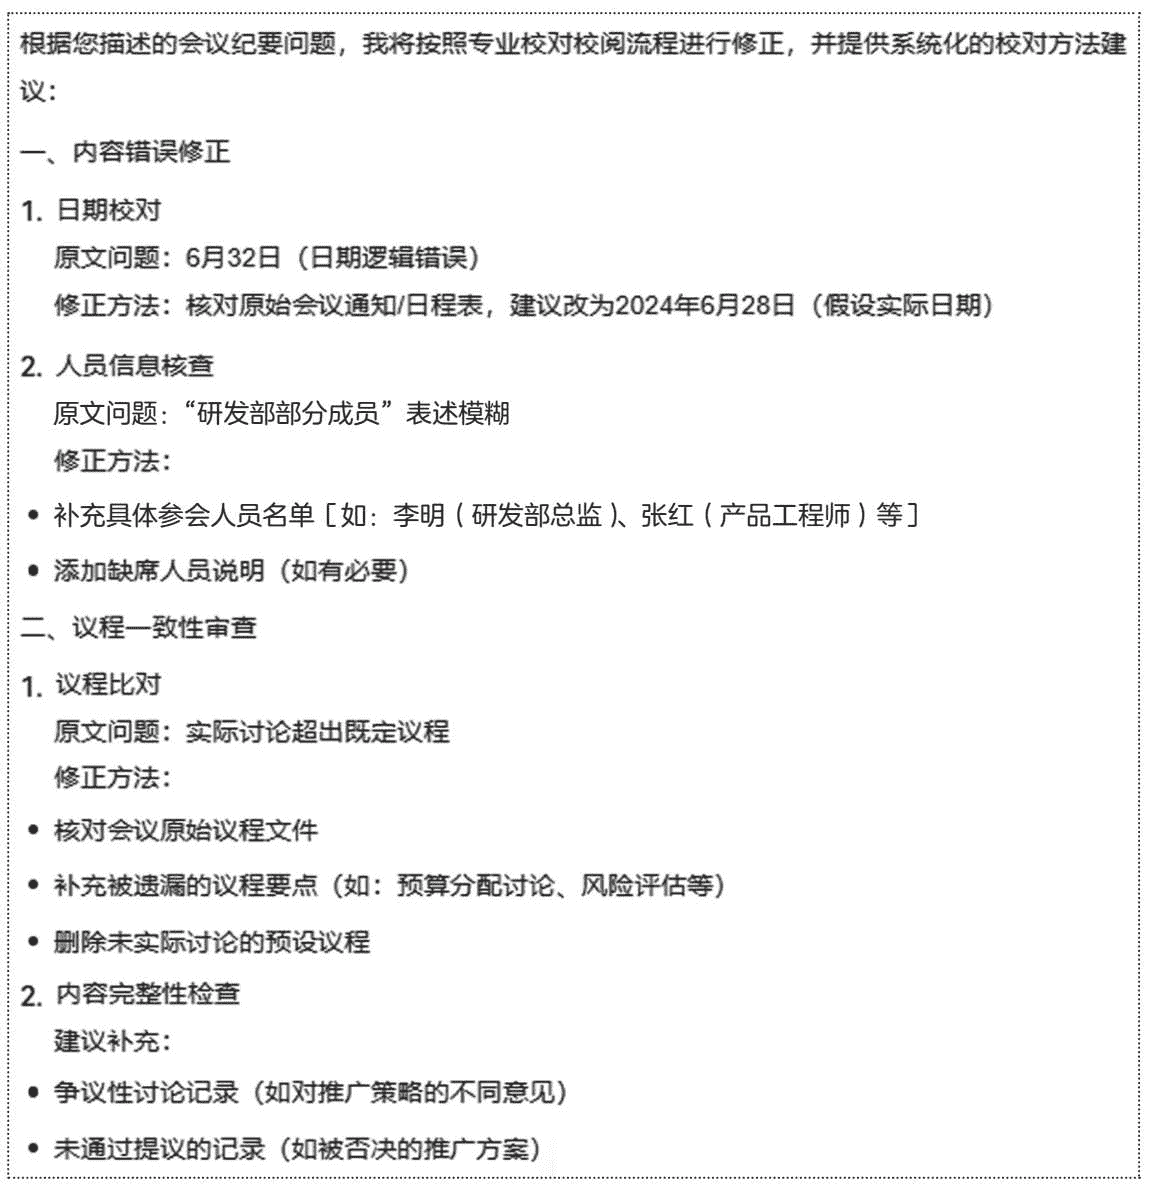 根据您描述的会议纪要问题，我将按照专业校对校阅流程进行修正，并提供系统化的校对方法建
议：
一、内容错误修正
1. 日期校对
原文问题：6月32日（日期逻辑错误）
修正方法：核对原始会议通知/日程表，建议改为2024年6月28日（假设实际日期）
2. 人员信息核查
原文问题：“研发部部分成员”表述模糊
修正方法：
• 补充具体参会人员名单［如：李明（研发部总监）、张红（产品工程师）等］
• 添加缺席人员说明（如有必要）
二、议程一致性审查
1. 议程比对
原文问题：实际讨论超出既定议程
修正方法：
• 核对会议原始议程文件
• 补充被遗漏的议程要点（如：预算分配讨论、风险评估等）
• 删除未实际讨论的预设议程
2. 内容完整性检查
建议补充：
• 争议性讨论记录（如对推广策略的不同意见）
• 未通过提议的记录（如被否决的推广方案）